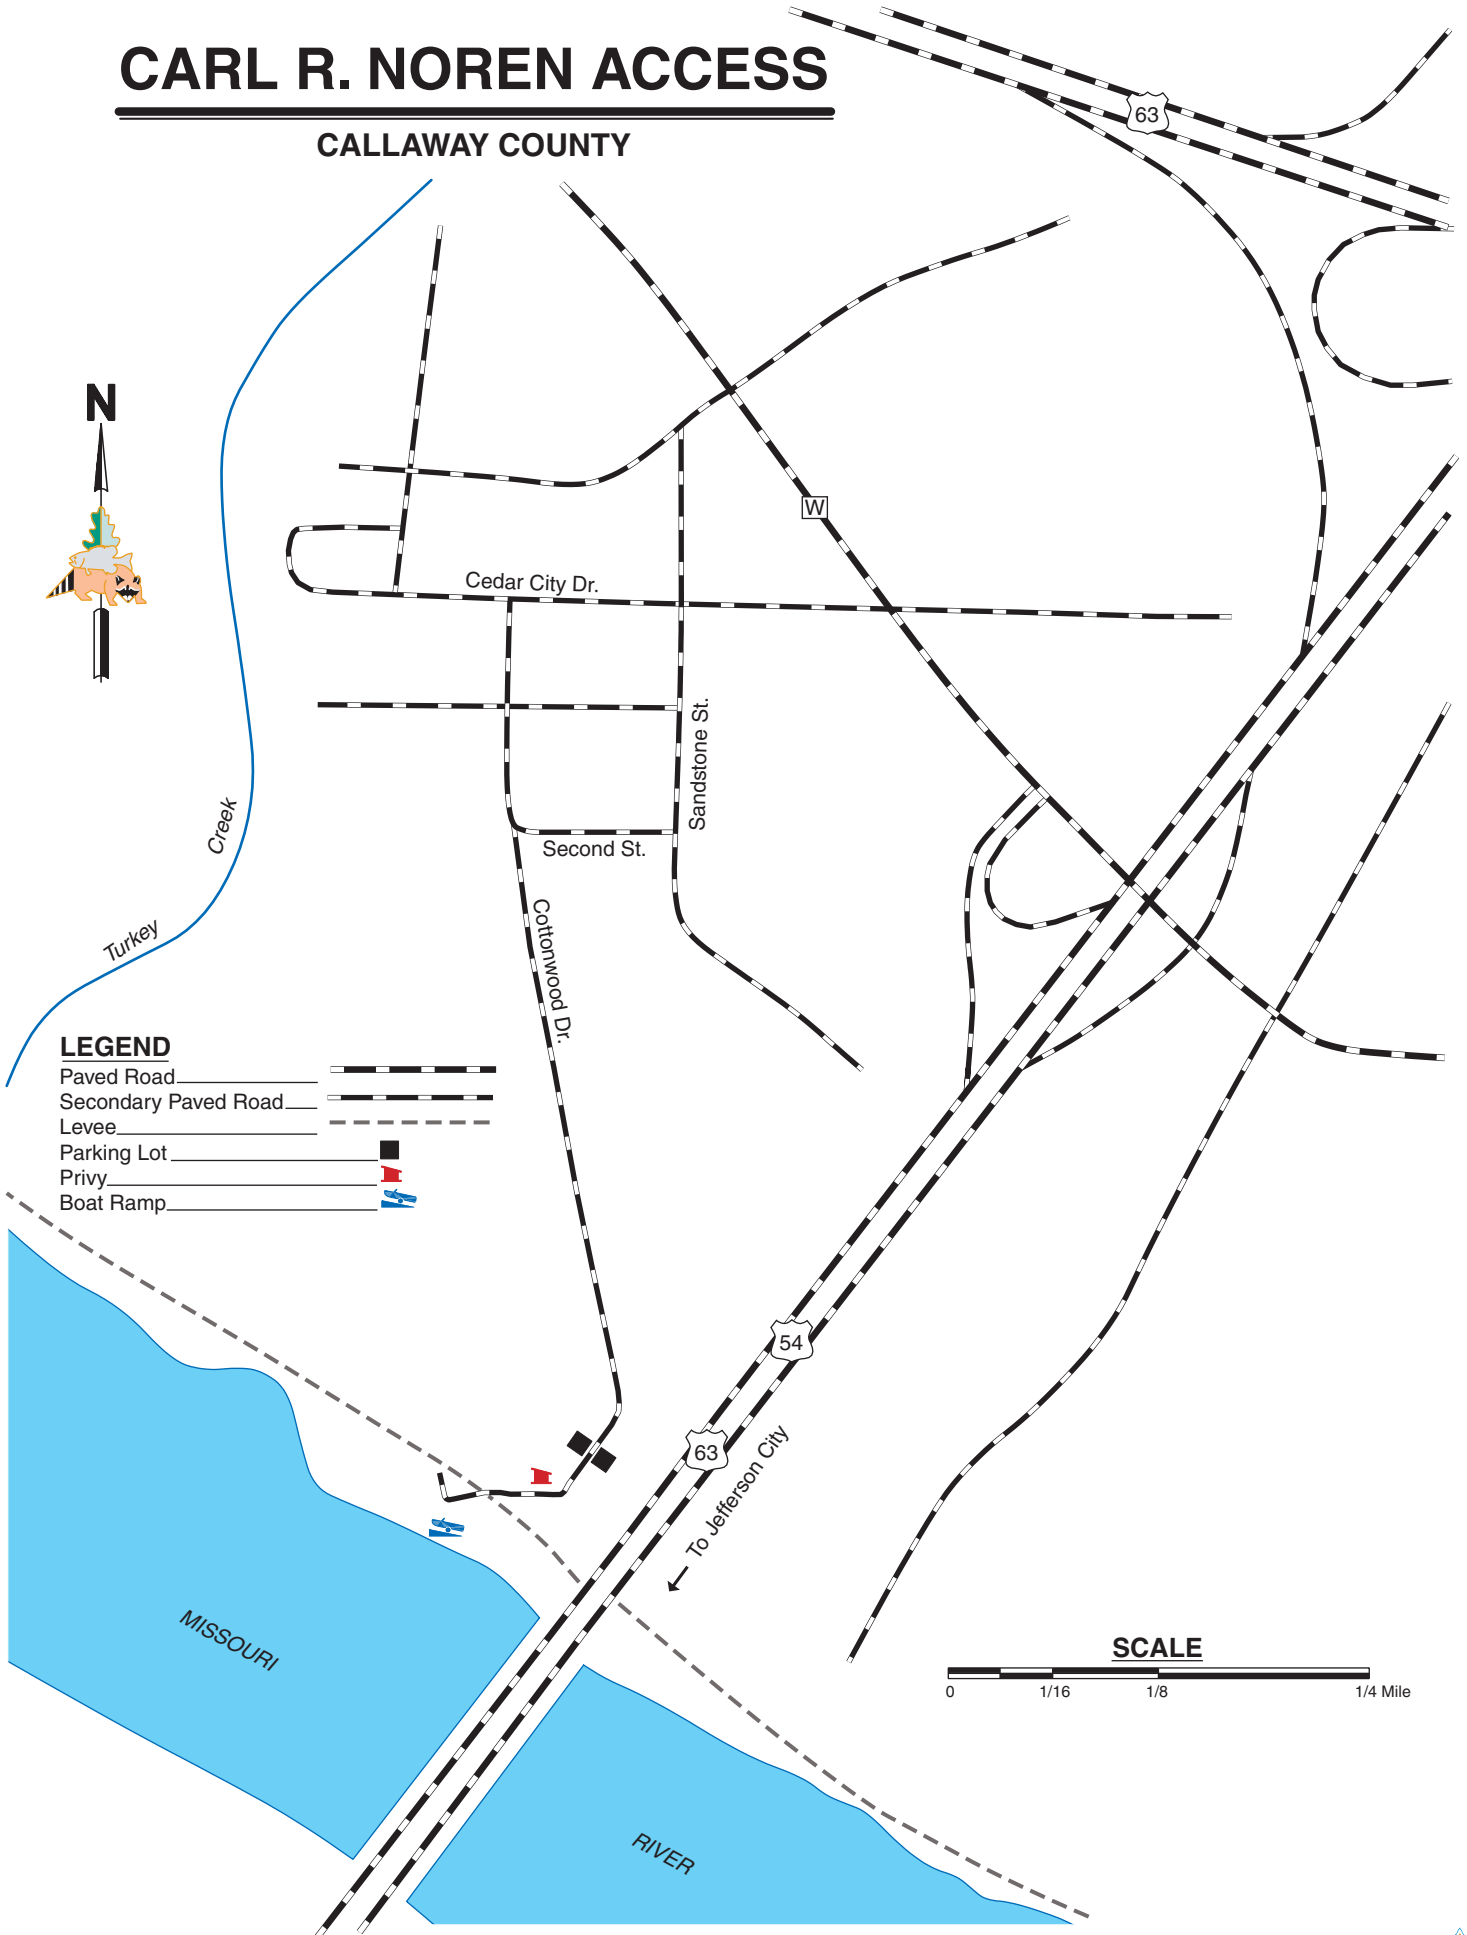 CARL R. NOREN ACCESS
CALLAWAY COUNTY
63
N
W
Cedar City Dr.
Sandstone St.
Second St.
Creek
Turkey
Cottonwood Dr.
LEGEND
Paved Road
Secondary Paved Road
Levee
Parking Lot
Privy
Boat Ramp
54
63
To Jefferson City
MISSOURI
RIVER
SCALE
0 1/16 1/8 1/4 Mile